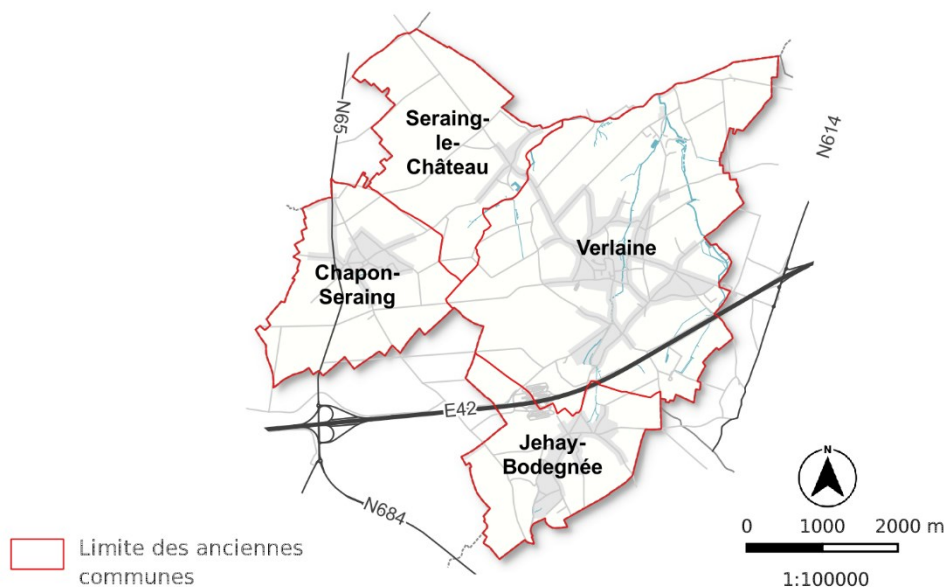 N65
Seraing-
le-
Château
N614
Verlaine
Chapon-
Seraing
E42
Jehay-
Bodegnée
N
N684
0 1000 2000 m
1:100000
Limite des anciennes
communes